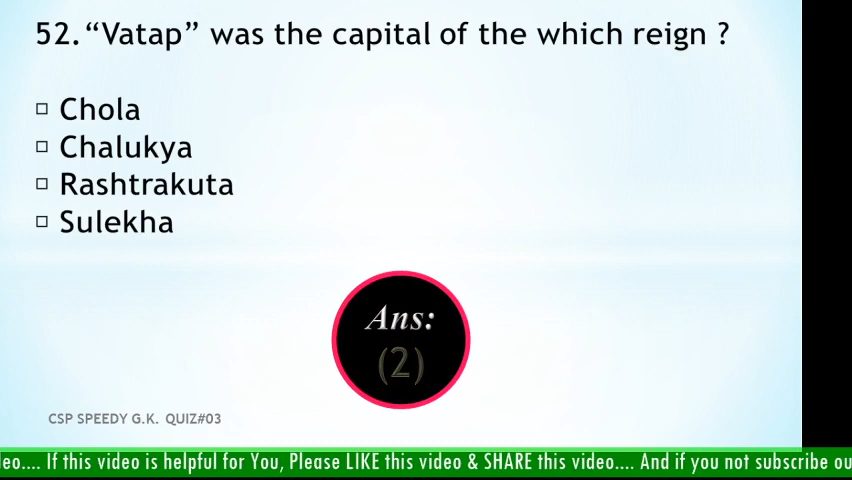 52.“Vatap” was the capital of the which reign ?
Chola
Chalukya
Rashtrakuta
Sulekha
Ans:
(2)
CSP SPEEDY G.K. QUIZ#03
deo.... If this video is helpful for You, Please LIKE this video & SHARE this video.... And if you not subscribe ou